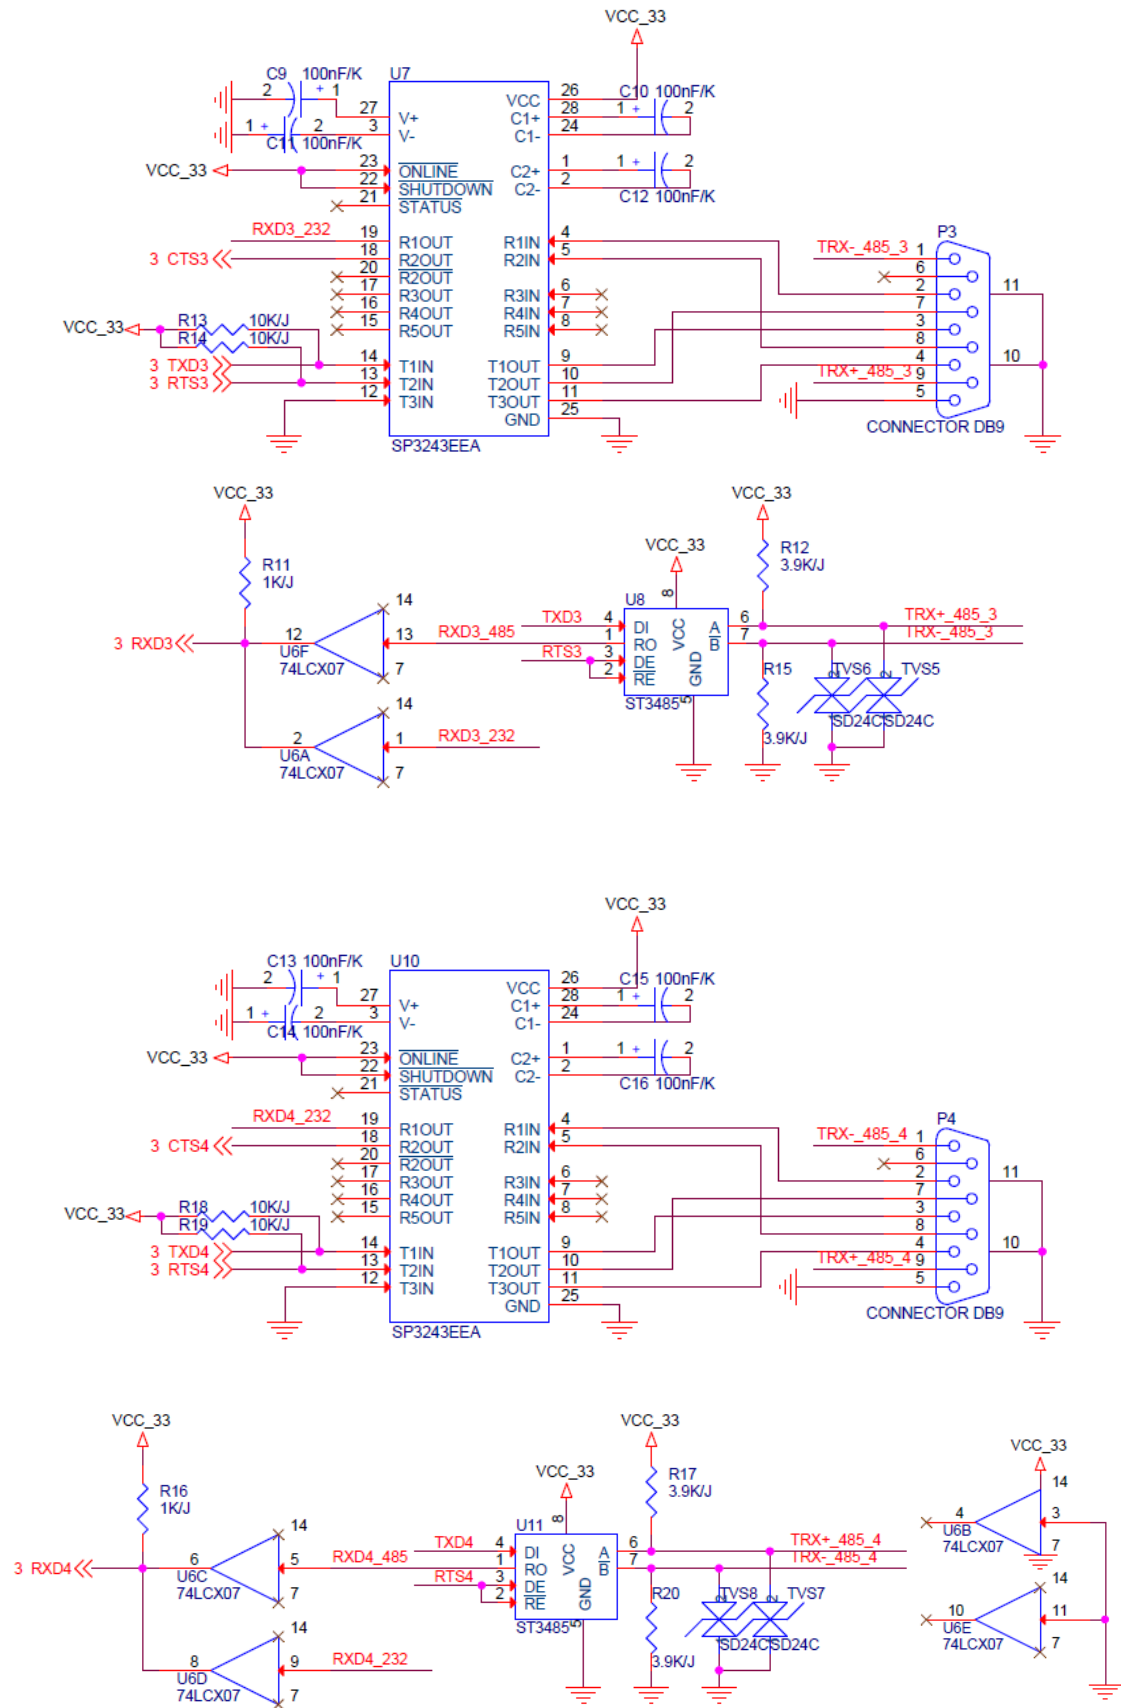 VCC_33
C9 100nF/K
U7
2 + 1
27 V+
3 V-
1 + 2
C11 100nF/K
VCC 26
C1+ 28
C1- 24
C10 100nF/K
1 + 2
VCC_33
23 ONLINE
22 SHUTDOWN
21 STATUS
C2+ 1
C2- 2
1 + 2
C12 100nF/K
RXD3_232 19 R1OUT
3 CTS3 18 R2OUT
20 R2OUT
17 R3OUT
16 R4OUT
15 R5OUT
R1IN 4
R2IN 5
R3IN 6
R4IN 7
R5IN 8
VCC_33
R13 10K/J
R14 10K/J
3 TXD3 14 T1IN
3 RTS3 13 T2IN
12 T3IN
T1OUT 9
T2OUT 10
T3OUT 11
GND 25
SP3243EEA
P3
TRX-_485_3 1
6
2
7
3
8
4
TRX+_485_3 9
5
11
10
CONNECTOR DB9
VCC_33
R11
1K/J
3 RXD3
12
U6F
74LCX07
14
13 RXD3_485
7
2
U6A
74LCX07
14
1 RXD3_232
7
VCC_33
8
U8
TXD3 4 DI
1 RO
RTS3 3 DE
2 RE
VCC
GND
A 6
B 7
5
ST3485
VCC_33
R12
3.9K/J
TRX+_485_3
TRX-_485_3
R15
3.9K/J
TVS6
TVS5
2 2
1 1
SD24C
SD24C
VCC_33
C13 100nF/K
U10
2 + 1
27 V+
3 V-
1 + 2
C14 100nF/K
VCC 26
C1+ 28
C1- 24
C15 100nF/K
1 + 2
VCC_33
23 ONLINE
22 SHUTDOWN
21 STATUS
C2+ 1
C2- 2
1 + 2
C16 100nF/K
RXD4_232 19 R1OUT
3 CTS4 18 R2OUT
20 R2OUT
17 R3OUT
16 R4OUT
15 R5OUT
R1IN 4
R2IN 5
R3IN 6
R4IN 7
R5IN 8
VCC_33
R18 10K/J
R19 10K/J
3 TXD4 14 T1IN
3 RTS4 13 T2IN
12 T3IN
T1OUT 9
T2OUT 10
T3OUT 11
GND 25
SP3243EEA
P4
TRX-_485_4 1
6
2
7
3
8
4
TRX+_485_4 9
5
11
10
CONNECTOR DB9
VCC_33
R16
1K/J
3 RXD4
6
U6C
74LCX07
14
5 RXD4_485
7
8
U6D
74LCX07
14
9 RXD4_232
7
VCC_33
8
U11
TXD4 4 DI
1 RO
RTS4 3 DE
2 RE
VCC
GND
A 6
B 7
5
ST3485
VCC_33
R17
3.9K/J
TRX+_485_4
TRX-_485_4
R20
3.9K/J
TVS8
TVS7
2 2
1 1
SD24C
SD24C
VCC_33
14
4
U6B
74LCX07
3
7
14
10
U6E
74LCX07
11
7